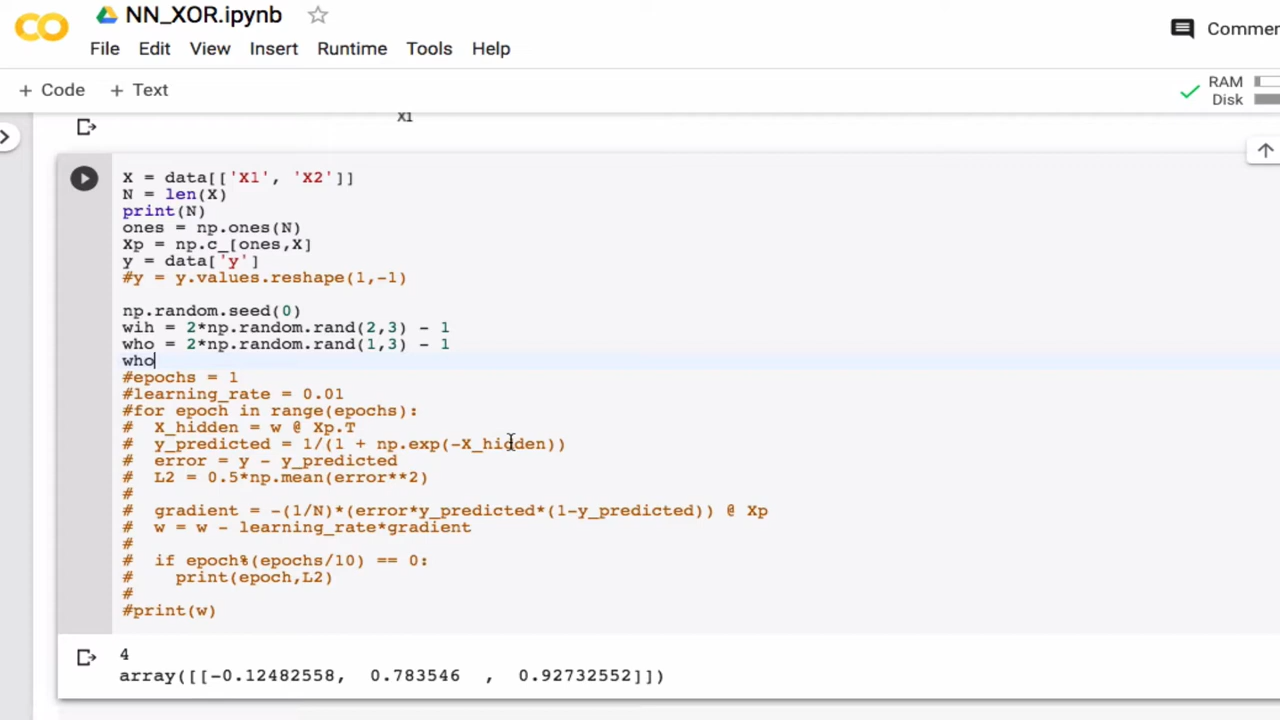 NN_XOR.ipynb
Commer
File Edit View Insert Runtime Tools Help
+ Code + Text
RAM
Disk
X1
X = data[['X1', 'X2']]
N = len(X)
print(N)
ones = np.ones(N)
Xp = np.c_[ones,X]
y = data['y']
#y = y.values.reshape(1,-1)
np.random.seed(0)
wih = 2*np.random.rand(2,3) - 1
who = 2*np.random.rand(1,3) - 1
who
#epochs = 1
#learning_rate = 0.01
#for epoch in range(epochs):
#  X_hidden = w @ Xp.T
#  y_predicted = 1/(1 + np.exp(-X_hidden))
#  error = y - y_predicted
#  L2 = 0.5*np.mean(error**2)
#
#  gradient = -(1/N)*(error*y_predicted*(1-y_predicted)) @ Xp
#  w = w - learning_rate*gradient
#
#  if epoch%(epochs/10) == 0:
#    print(epoch,L2)
#
#print(w)
4
array([[-0.12482558,  0.783546  ,  0.92732552]])